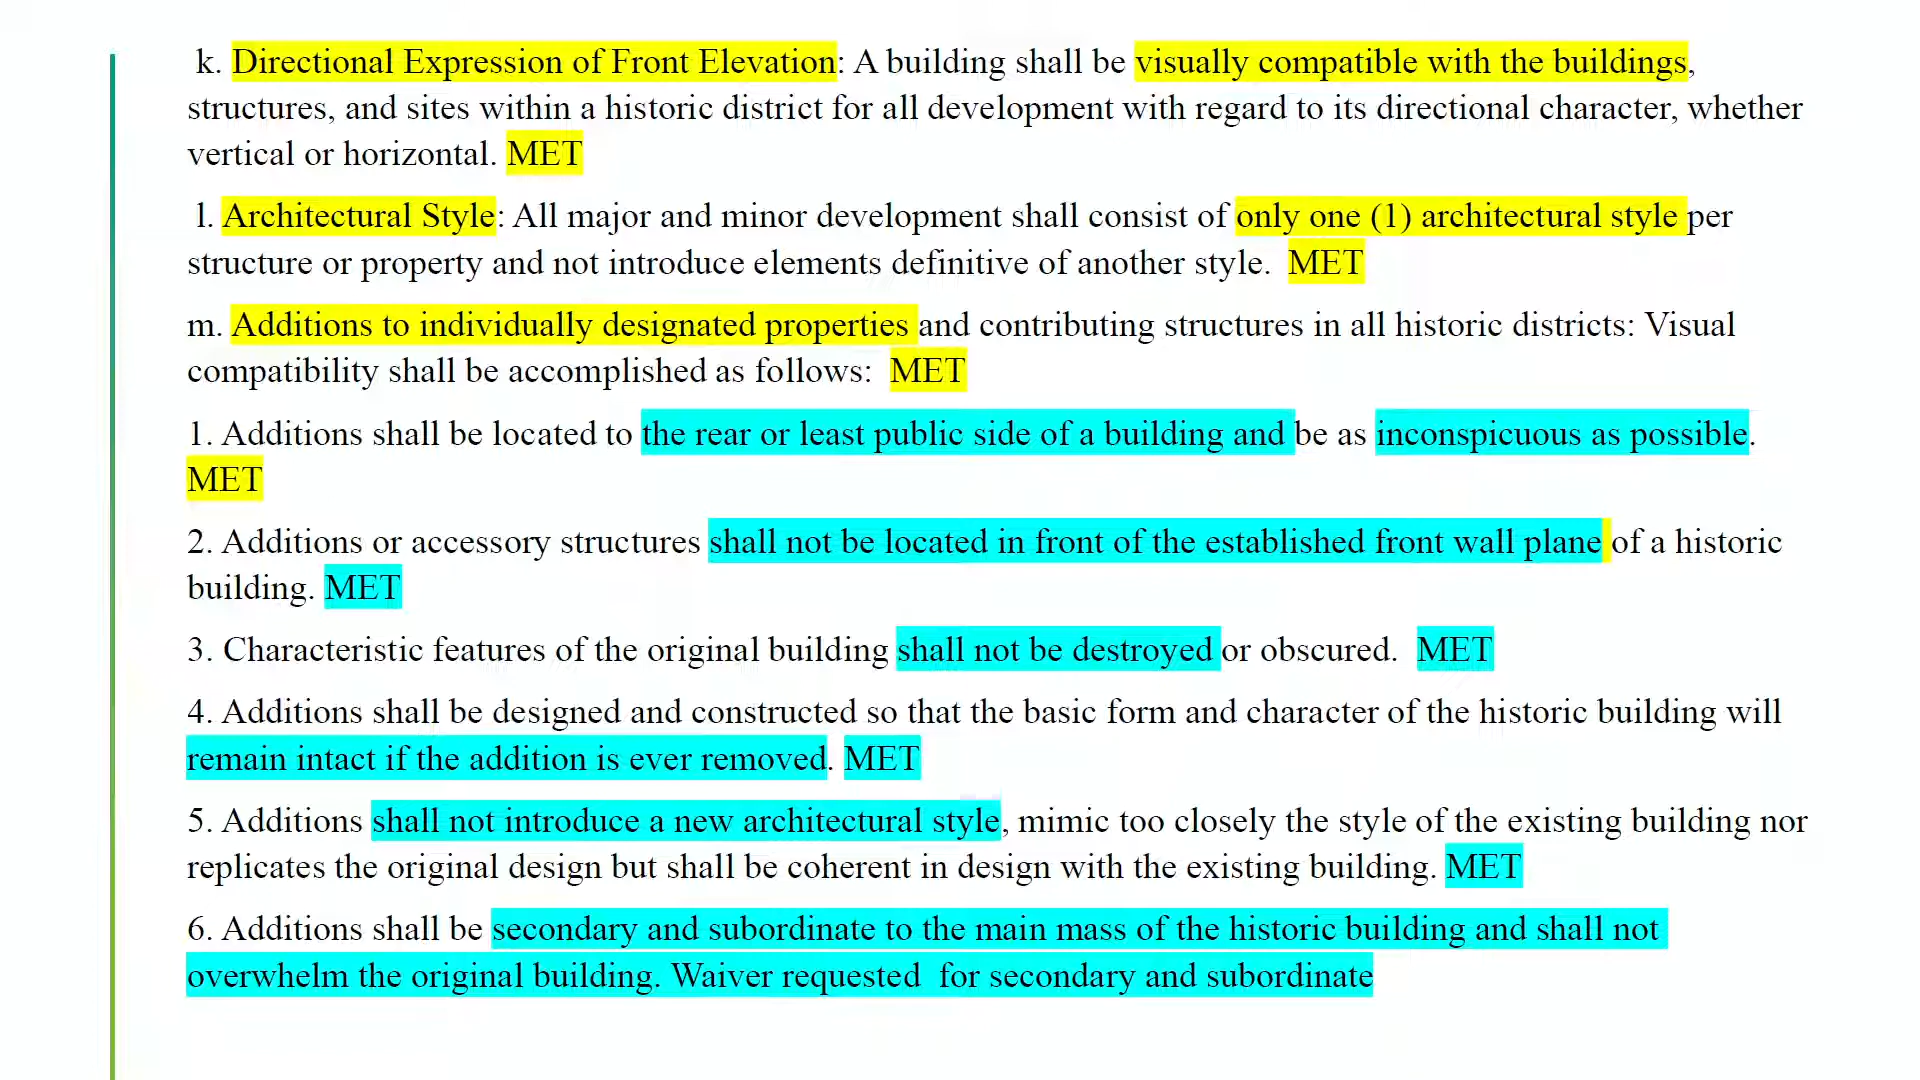 k. Directional Expression of Front Elevation: A building shall be visually compatible with the buildings,
structures, and sites within a historic district for all development with regard to its directional character, whether
vertical or horizontal. MET
l. Architectural Style: All major and minor development shall consist of only one (1) architectural style per
structure or property and not introduce elements definitive of another style. MET
m. Additions to individually designated properties and contributing structures in all historic districts: Visual
compatibility shall be accomplished as follows: MET
1. Additions shall be located to the rear or least public side of a building and be as inconspicuous as possible.
MET
2. Additions or accessory structures shall not be located in front of the established front wall plane of a historic
building. MET
3. Characteristic features of the original building shall not be destroyed or obscured. MET
4. Additions shall be designed and constructed so that the basic form and character of the historic building will
remain intact if the addition is ever removed. MET
5. Additions shall not introduce a new architectural style, mimic too closely the style of the existing building nor
replicates the original design but shall be coherent in design with the existing building. MET
6. Additions shall be secondary and subordinate to the main mass of the historic building and shall not
overwhelm the original building. Waiver requested for secondary and subordinate